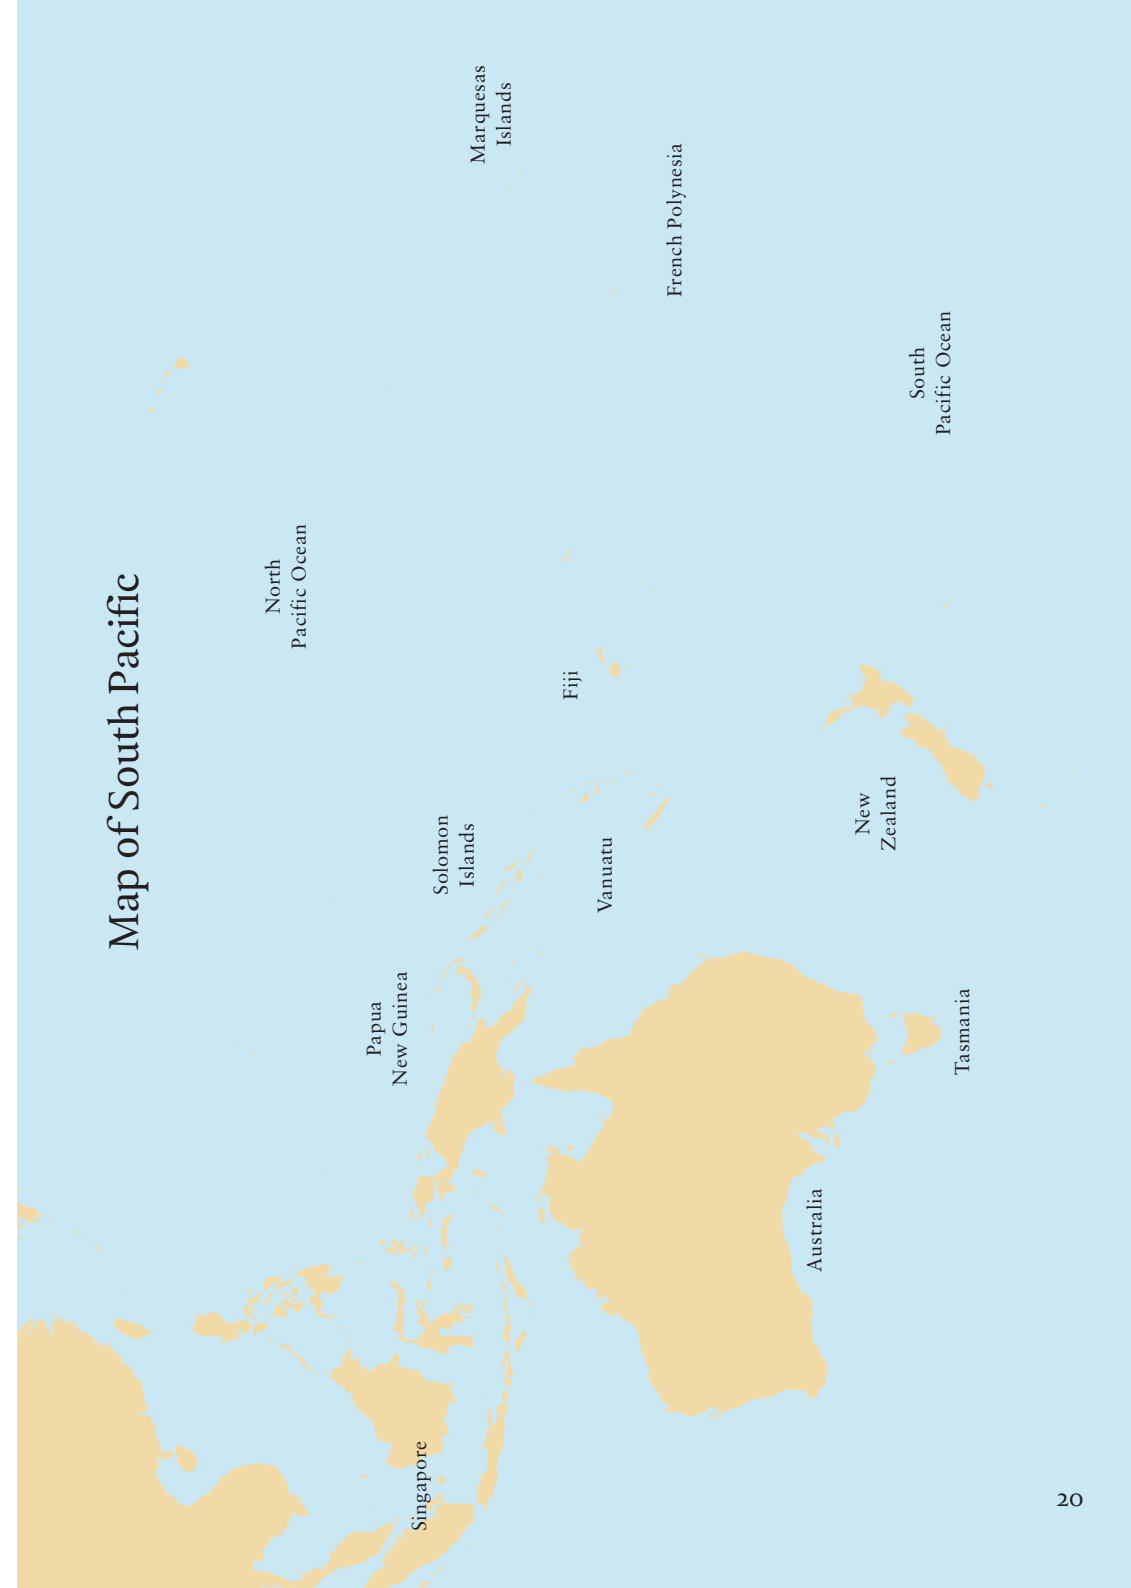 Map of South Pacific
North
Pacific Ocean
Marquesas
Islands
French Polynesia
South
Pacific Ocean
Fiji
Solomon
Islands
Vanuatu
New
Zealand
Papua
New Guinea
Tasmania
Australia
Singapore
20